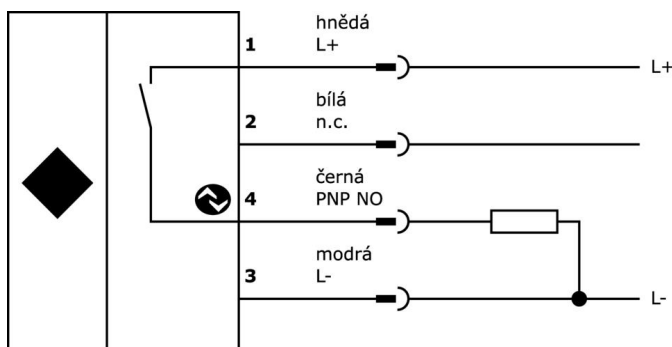 hnědá
1 L+
L+
bílá
2 n.c.
černá
4 PNP NO
modrá
3 L-
L-